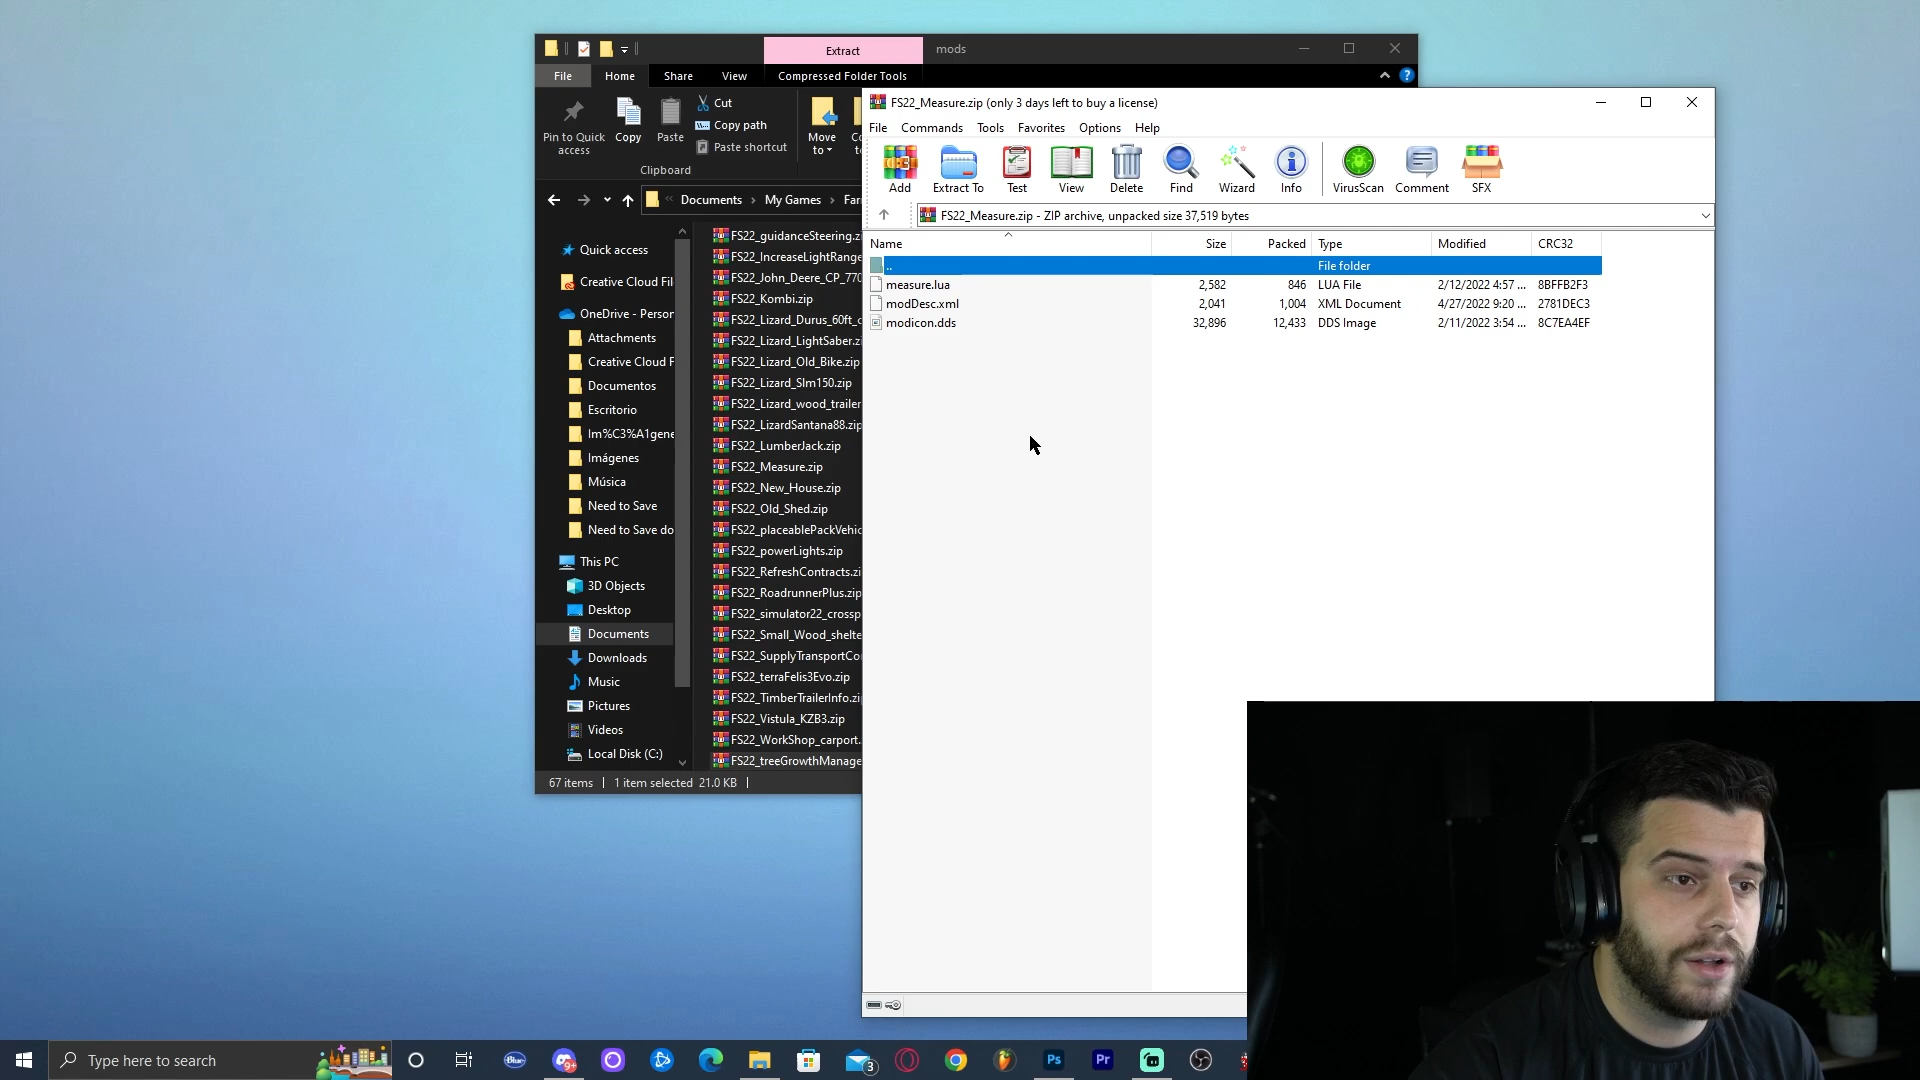 Extract
mods
File
Home
Share
View
Compressed Folder Tools
Pin to Quick access
Copy
Paste
Cut
Copy path
Paste shortcut
Move to
Clipboard
Documents > My Games >
Quick access
Creative Cloud Fil
OneDrive - Person
Attachments
Creative Cloud F
Documentos
Escritorio
Im%C3%A1gene
Imágenes
Música
Need to Save
Need to Save do
This PC
3D Objects
Desktop
Documents
Downloads
Music
Pictures
Videos
Local Disk (C:)
FS22_guidanceSteering.zi
FS22_IncreaseLightRange
FS22_John_Deere_CP_770
FS22_Kombi.zip
FS22_Lizard_Durus_60ft_c
FS22_Lizard_LightSaber.zi
FS22_Lizard_Old_Bike.zip
FS22_Lizard_Slm150.zip
FS22_Lizard_wood_trailer
FS22_LizardSantana88.zip
FS22_LumberJack.zip
FS22_Measure.zip
FS22_New_House.zip
FS22_Old_Shed.zip
FS22_placeablePackVehic
FS22_powerLights.zip
FS22_RefreshContracts.zi
FS22_RoadrunnerPlus.zip
FS22_simulator22_crossp
FS22_Small_Wood_shelte
FS22_SupplyTransportCo
FS22_terraFelis3Evo.zip
FS22_TimberTrailerInfo.zi
FS22_Vistula_KZB3.zip
FS22_WorkShop_carport.
FS22_treeGrowthManage
67 items
1 item selected 21.0 KB
FS22_Measure.zip (only 3 days left to buy a license)
File Commands Tools Favorites Options Help
Add Extract To Test View Delete Find Wizard Info VirusScan Comment SFX
FS22_Measure.zip - ZIP archive, unpacked size 37,519 bytes
Name Size Packed Type Modified CRC32
.. File folder
measure.lua 2,582 846 LUA File 2/12/2022 4:57 ... 8BFFB2F3
modDesc.xml 2,041 1,004 XML Document 4/27/2022 9:20 ... 2781DEC3
modicon.dds 32,896 12,433 DDS Image 2/11/2022 3:54 ... 8C7EA4EF
Type here to search
Blue
9+
3
Ps
Pr